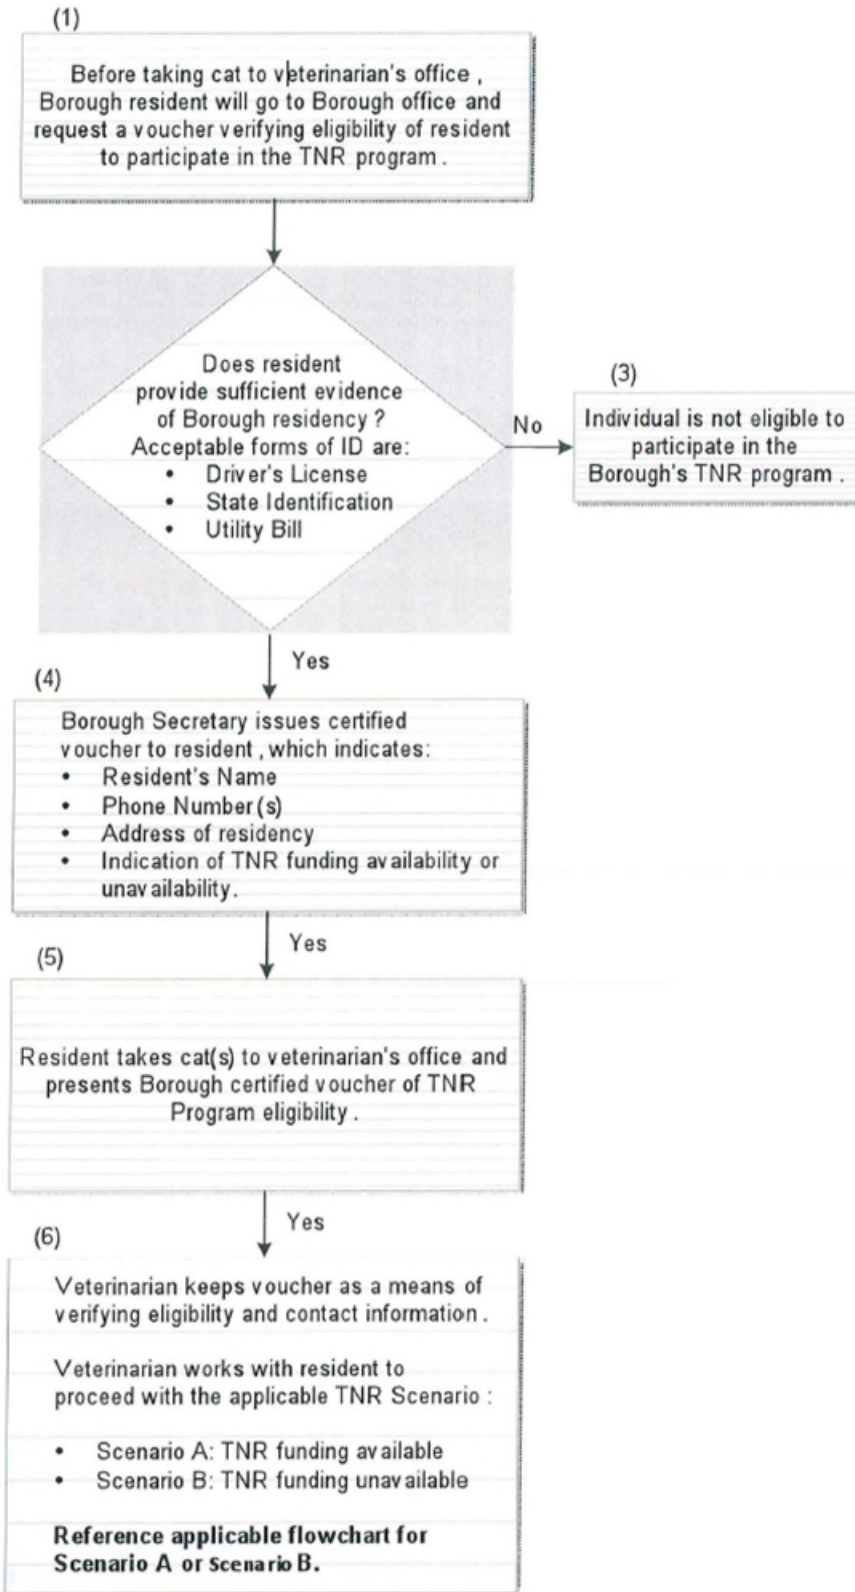 (1)
Before taking cat to veterinarian's office ,
Borough resident will go to Borough office and
request a voucher verifying eligibility of resident
to participate in the TNR program .
Does resident
provide sufficient evidence
of Borough residency ?
Acceptable forms of ID are:
• Driver's License
• State Identification
• Utility Bill
No
(3)
Individual is not eligible to
participate in the
Borough's TNR program .
Yes
(4)
Borough Secretary issues certified
voucher to resident , which indicates:
• Resident's Name
• Phone Number (s)
• Address of residency
• Indication of TNR funding availability or
unavailability.
Yes
(5)
Resident takes cat(s) to veterinarian's office and
presents Borough certified voucher of TNR
Program eligibility .
Yes
(6)
Veterinarian keeps voucher as a means of
verifying eligibility and contact information .
Veterinarian works with resident to
proceed with the applicable TNR Scenario :
• Scenario A: TNR funding available
• Scenario B: TNR funding unavailable
Reference applicable flowchart for
Scenario A or Scenario B.